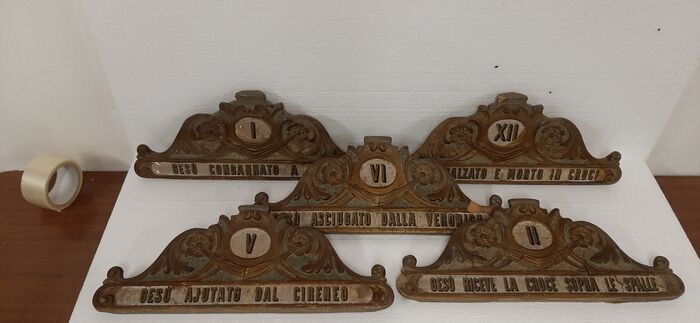 I
GESÙ CONDANNATO A
XII
ALZATO E MORTO IN CROCE
VI
GESÙ ASCIUGATO DALLA VERONICA
V
GESÙ AJUTATO DAL CIRENEO
II
GESÙ RICEVE LA CROCE SOPRA LE SPALLE